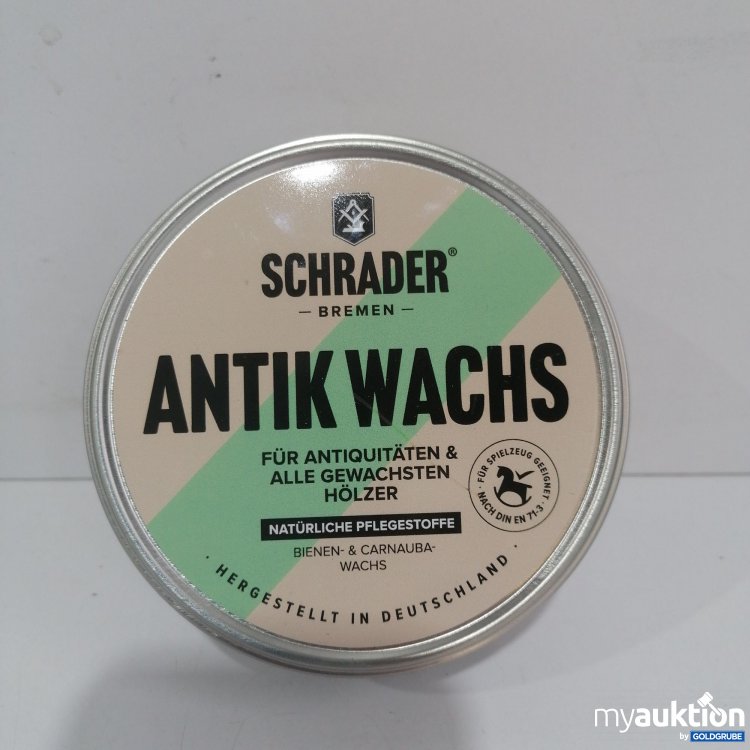 SCHRADER®
— BREMEN —
ANTIK WACHS
FÜR ANTIQUITÄTEN &
ALLE GEWACHSTEN
HÖLZER
NATÜRLICHE PFLEGESTOFFE
BIENEN- & CARNAUBA-
WACHS
· FÜR SPIELZEUG GEEIGNET ·
NACH DIN EN 71-3
· HERGESTELLT IN DEUTSCHLAND ·
myauktion
by GOLDGRUBE